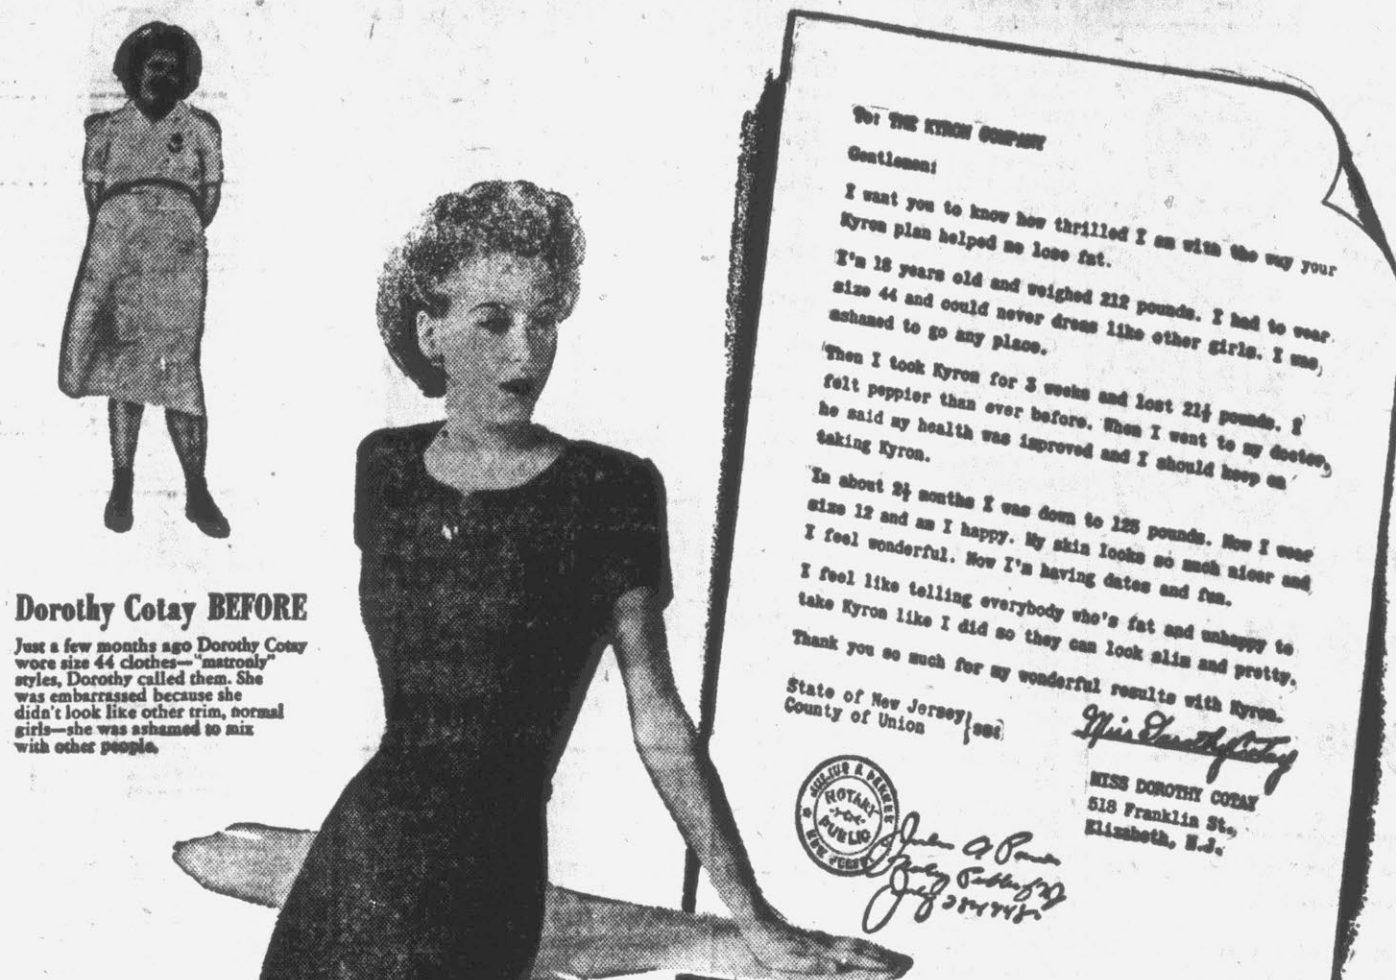 Dorothy Cotay BEFORE
Just a few months ago Dorothy Cotay
wore size 44 clothes—"matronly"
styles, Dorothy called them. She
was embarrassed because she
didn't look like other trim, normal
girls—she was ashamed to mix
with other people.
To: THE KYRON COMPANY
Gentlemen:
I want you to know how thrilled I am with the way your
Kyron plan helped me lose fat.
I'm 18 years old and weighed 212 pounds. I had to wear
size 44 and could never dress like other girls. I was
ashamed to go any place.
Then I took Kyron for 3 weeks and lost 21½ pounds. I
felt peppier than ever before. When I went to my doctor,
he said my health was improved and I should keep on
taking Kyron.
In about 2½ months I was down to 125 pounds. Now I wear
size 12 and am I happy. My skin looks so much nicer and
I feel wonderful. Now I'm having dates and fun.
I feel like telling everybody who's fat and unhappy to
take Kyron like I did so they can look slim and pretty.
Thank you so much for my wonderful results with Kyron.
State of New Jersey
County of Union
Miss Dorothy Cotay
MISS DOROTHY COTAY
518 Franklin St.,
Elizabeth, N.J.
JULIUS A.
NOTARY
PUBLIC
NEW JERSEY